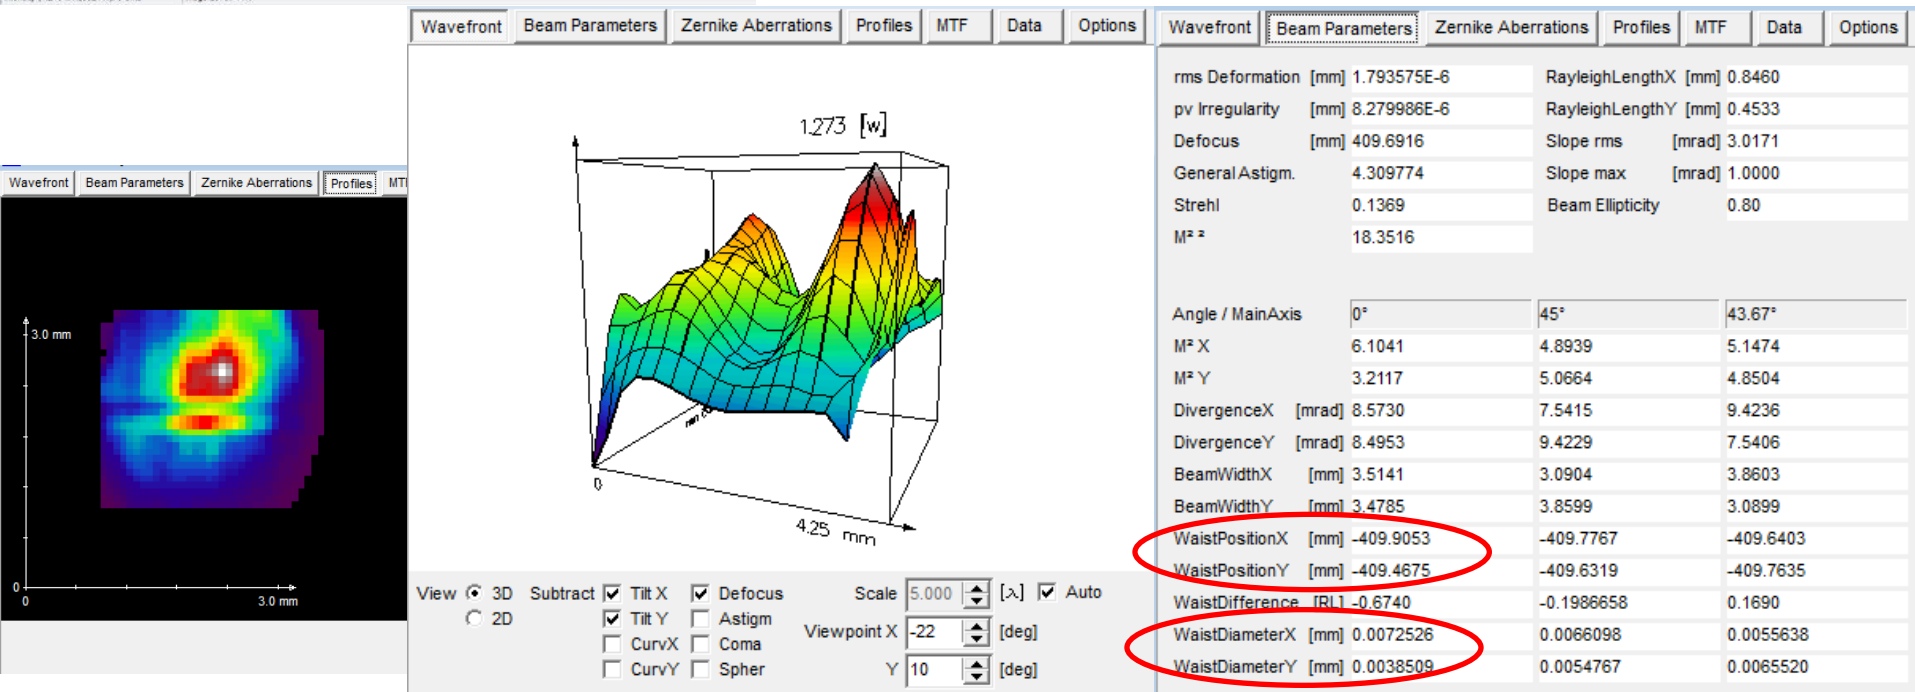 Wavefront Beam Parameters Zernike Aberrations Profiles MTF
3.0 mm
0
0
3.0 mm
Wavefront Beam Parameters Zernike Aberrations Profiles MTF Data Options
1.273 [w]
0
4.25 mm
View 3D Subtract Tilt X Defocus Scale 5.000 [λ] Auto
2D Tilt Y Astigm Viewpoint X -22 [deg]
CurvX Coma
CurvY Spher Y 10 [deg]
Wavefront Beam Parameters Zernike Aberrations Profiles MTF Data Options
rms Deformation [mm] 1.793575E-6 RayleighLengthX [mm] 0.8460
pv Irregularity [mm] 8.279986E-6 RayleighLengthY [mm] 0.4533
Defocus [mm] 409.6916 Slope rms [mrad] 3.0171
General Astigm. 4.309774 Slope max [mrad] 1.0000
Strehl 0.1369 Beam Ellipticity 0.80
M² ² 18.3516
Angle / MainAxis 0° 45° 43.67°
M² X 6.1041 4.8939 5.1474
M² Y 3.2117 5.0664 4.8504
DivergenceX [mrad] 8.5730 7.5415 9.4236
DivergenceY [mrad] 8.4953 9.4229 7.5406
BeamWidthX [mm] 3.5141 3.0904 3.8603
BeamWidthY [mm] 3.4785 3.8599 3.0899
WaistPositionX [mm] -409.9053 -409.7767 -409.6403
WaistPositionY [mm] -409.4675 -409.6319 -409.7635
WaistDifference [RL] -0.6740 -0.1986658 0.1690
WaistDiameterX [mm] 0.0072526 0.0066098 0.0055638
WaistDiameterY [mm] 0.0038509 0.0054767 0.0065520